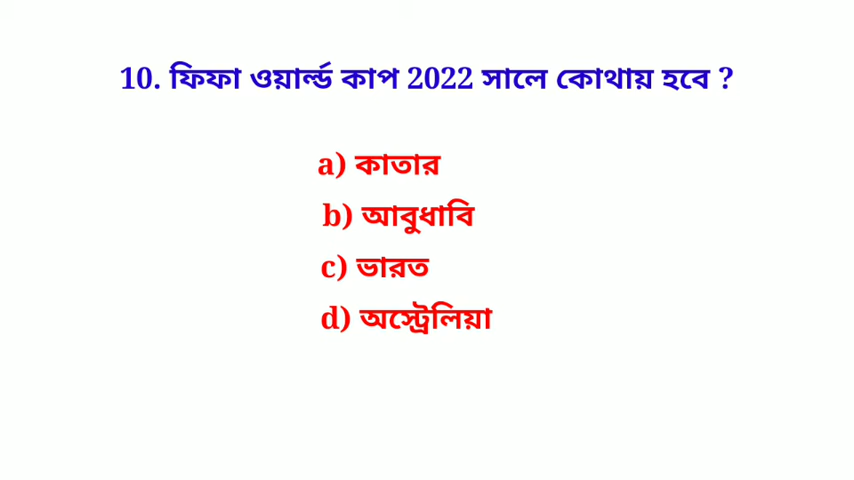 10. ফিফা ওয়ার্ল্ড কাপ 2022 সালে কোথায় হবে ?
a) কাতার
b) আবুধাবি
c) ভারত
d) অস্ট্রেলিয়া